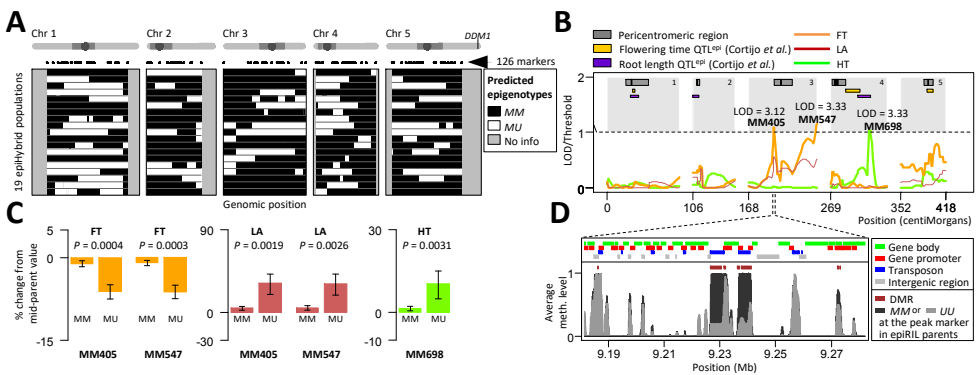 A
Chr 1 Chr 2 Chr 3 Chr 4 Chr 5 DDM1
126 markers
19 epiHybrid populations
Predicted
epigenotypes
MM
MU
No info
Genomic position
B
Pericentromeric region
Flowering time QTLepi (Cortijo et al.)
Root length QTLepi (Cortijo et al.)
FT
LA
HT
LOD/Threshold
2
1
0
0
1 2 3 4 5
LOD = 3.12
MM405
LOD = 3.33
MM547
LOD = 3.33
MM698
0 106 168 269 352 418
Position (centiMorgans)
C
% change from
mid-parent value
5
-15
FT FT
P = 0.0004 P = 0.0003
MM MU MM MU
MM405 MM547
90
0
-30
LA LA
P = 0.0019 P = 0.0026
MM MU MM MU
MM405 MM547
30
0
-10
HT
P = 0.0031
MM MU
MM698
D
Average
meth. level
1
0
9.19 9.21 9.23 9.25 9.27
Position (Mb)
Gene body
Gene promoter
Transposon
Intergenic region
DMR
MM or UU
at the peak marker
in epiRIL parents